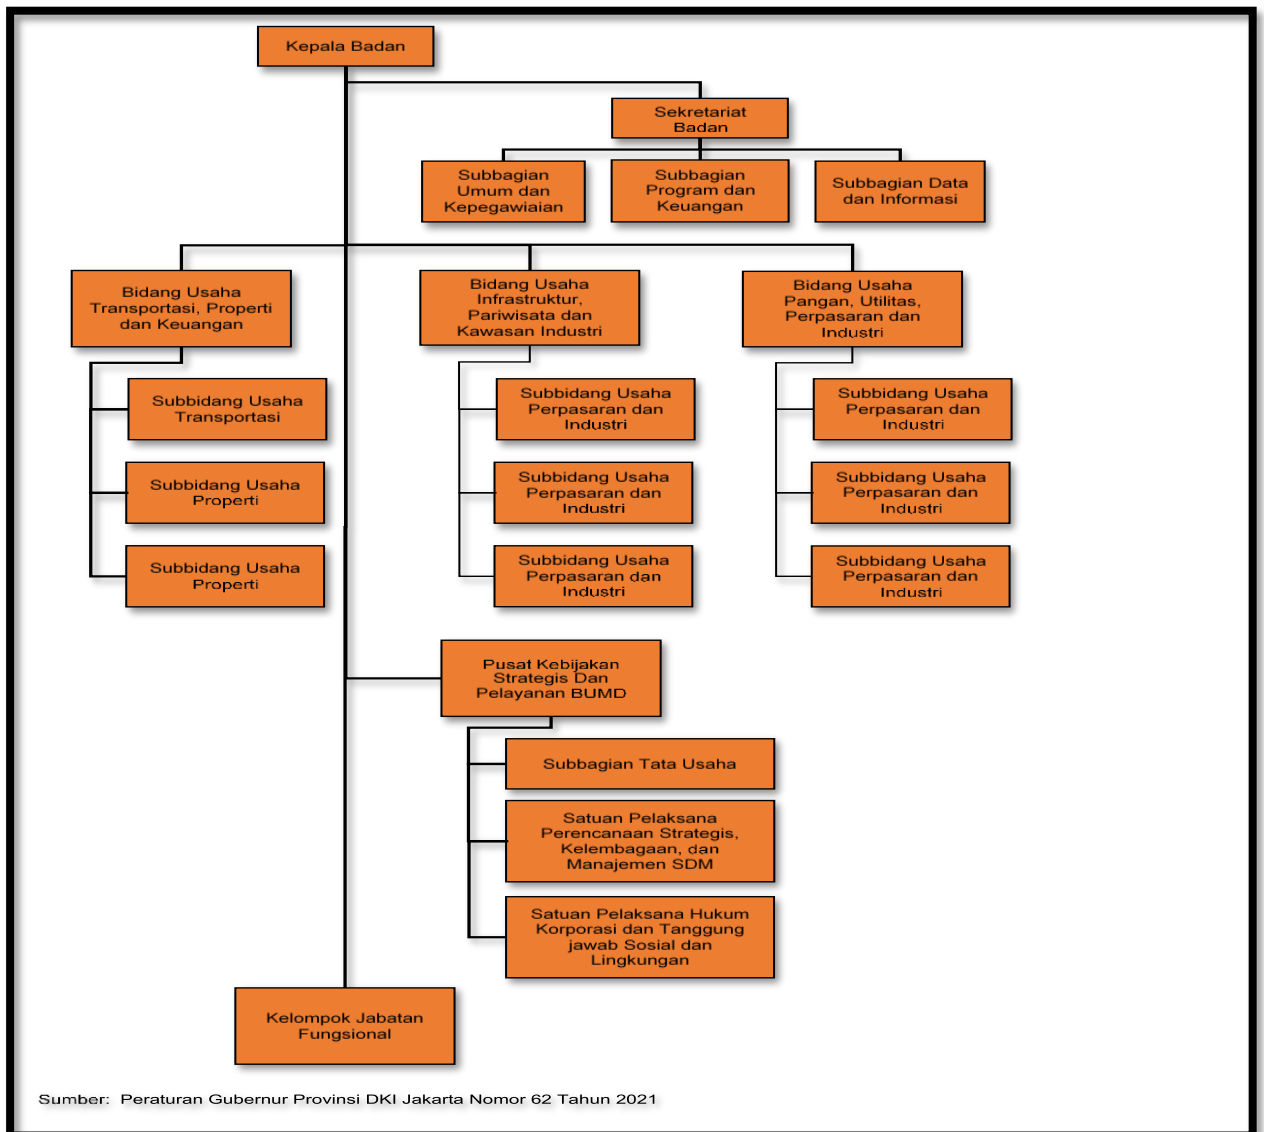 Kepala Badan
Sekretariat
Badan
Subbagian
Umum dan
Kepegawiaian
Subbagian
Program dan
Keuangan
Subbagian Data
dan Informasi
Bidang Usaha
Transportasi, Properti
dan Keuangan
Bidang Usaha
Infrastruktur,
Pariwisata dan
Kawasan Industri
Bidang Usaha
Pangan, Utilitas,
Perpasaran dan
Industri
Subbidang Usaha
Transportasi
Subbidang Usaha
Properti
Subbidang Usaha
Properti
Subbidang Usaha
Perpasaran dan
Industri
Subbidang Usaha
Perpasaran dan
Industri
Subbidang Usaha
Perpasaran dan
Industri
Subbidang Usaha
Perpasaran dan
Industri
Subbidang Usaha
Perpasaran dan
Industri
Subbidang Usaha
Perpasaran dan
Industri
Pusat Kebijakan
Strategis Dan
Pelayanan BUMD
Subbagian Tata Usaha
Satuan Pelaksana
Perencanaan Strategis,
Kelembagaan, dan
Manajemen SDM
Satuan Pelaksana Hukum
Korporasi dan Tanggung
jawab Sosial dan
Lingkungan
Kelompok Jabatan
Fungsional
Sumber: Peraturan Gubernur Provinsi DKI Jakarta Nomor 62 Tahun 2021